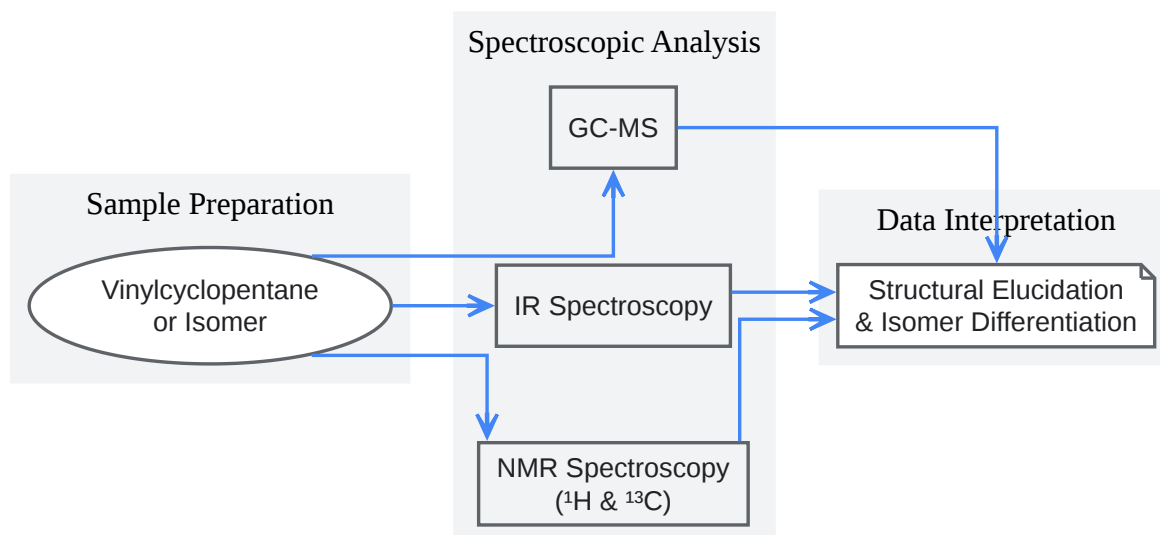 Spectroscopic Analysis
GC-MS
Sample Preparation
Vinylcyclopentane
or Isomer
IR Spectroscopy
NMR Spectroscopy
(¹H & ¹³C)
Data Interpretation
Structural Elucidation
& Isomer Differentiation